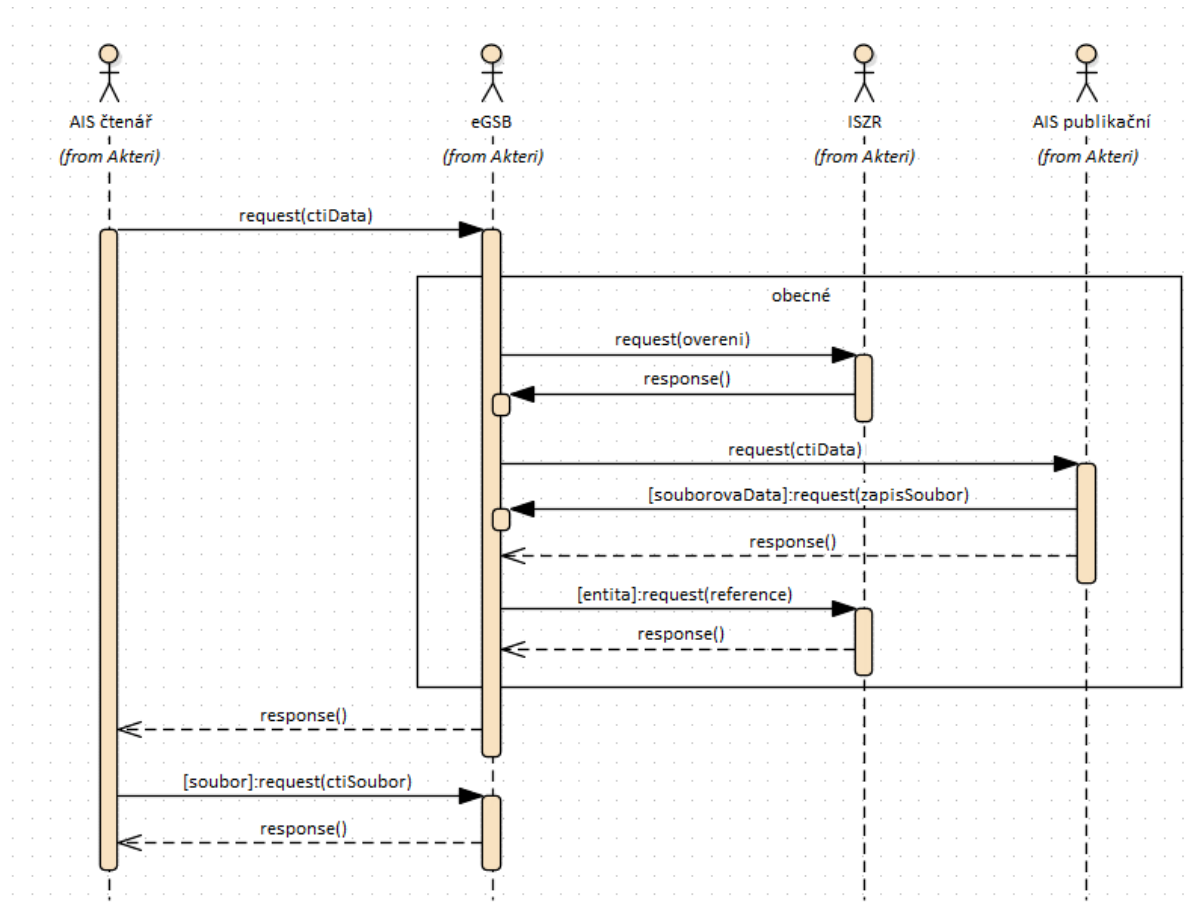 AIS čtenář
(from Akteri)
eGSB
(from Akteri)
ISZR
(from Akteri)
AIS publikační
(from Akteri)
request(ctiData)
obecné
request(overeni)
response()
request(ctiData)
[souborovaData]:request(zapisSoubor)
response()
[entita]:request(reference)
response()
response()
[soubor]:request(ctiSoubor)
response()